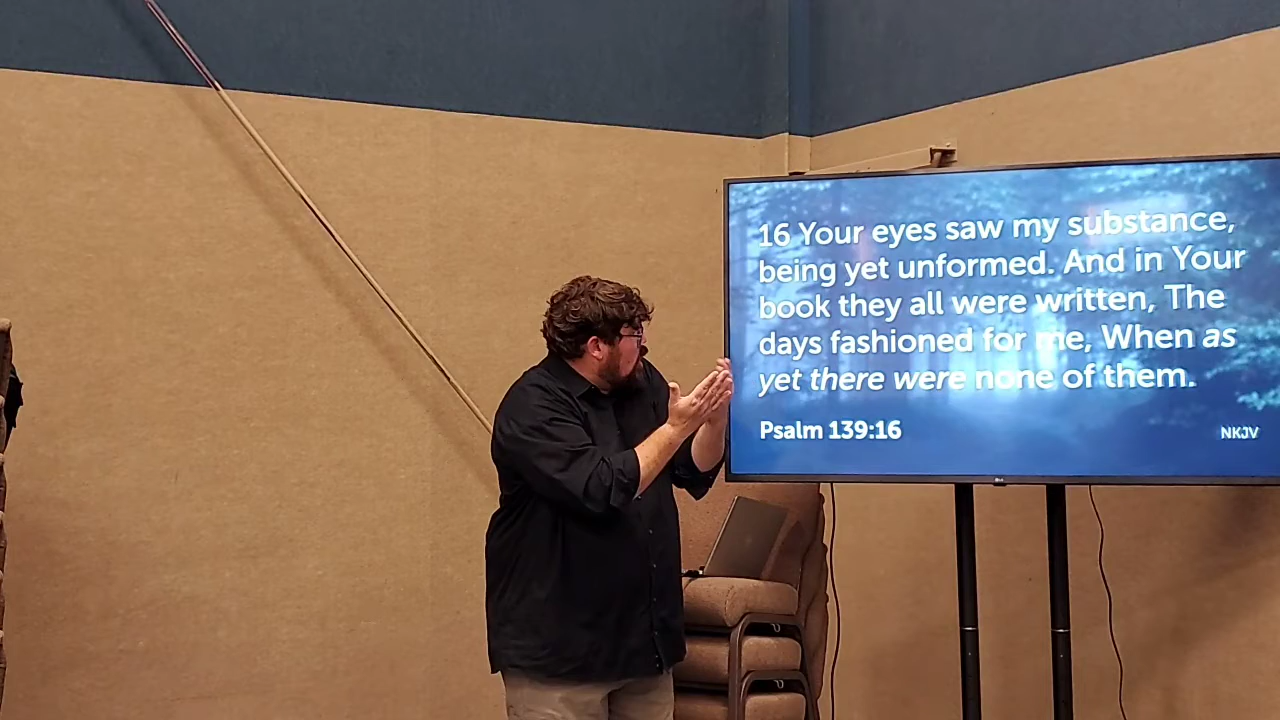 16 Your eyes saw my substance,
being yet unformed. And in Your
book they all were written, The
days fashioned for me, When as
yet there were none of them.
Psalm 139:16
NKJV
LG